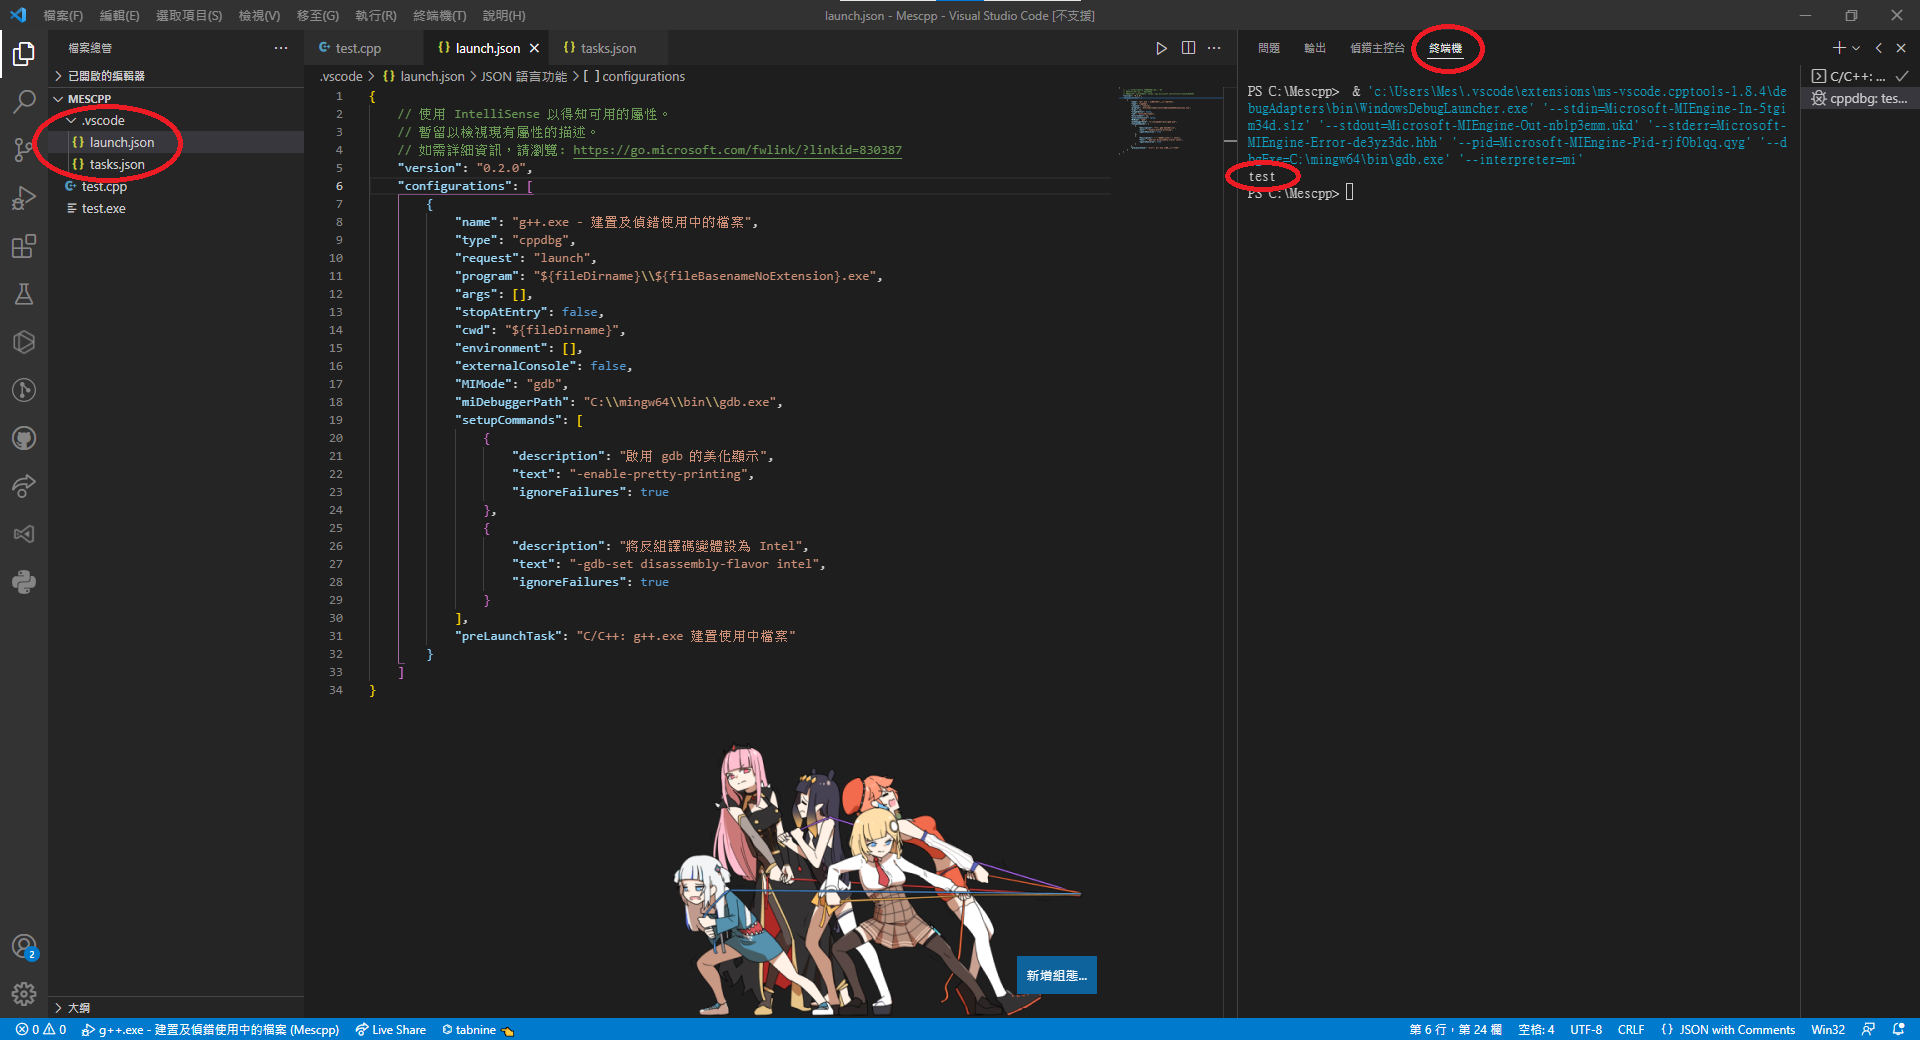 檔案(F) 編輯(E) 選取項目(S) 檢視(V) 移至(G) 執行(R) 終端機(T) 說明(H)
launch.json - Mescpp - Visual Studio Code [不支援]
檔案總管
已開啟的編輯器
MESCPP
.vscode
launch.json
tasks.json
test.cpp
test.exe
大綱
2
test.cpp
launch.json
tasks.json
.vscode > {} launch.json > JSON 語言功能 > [ ] configurations
1 {
2 // 使用 IntelliSense 以得知可用的屬性。
3 // 暫留以檢視現有屬性的描述。
4 // 如需詳細資訊，請瀏覽: https://go.microsoft.com/fwlink/?linkid=830387
5 "version": "0.2.0",
6 "configurations": [
7 {
8 "name": "g++.exe - 建置及偵錯使用中的檔案",
9 "type": "cppdbg",
10 "request": "launch",
11 "program": "${fileDirname}\\${fileBasenameNoExtension}.exe",
12 "args": [],
13 "stopAtEntry": false,
14 "cwd": "${fileDirname}",
15 "environment": [],
16 "externalConsole": false,
17 "MIMode": "gdb",
18 "miDebuggerPath": "C:\\mingw64\\bin\\gdb.exe",
19 "setupCommands": [
20 {
21 "description": "啟用 gdb 的美化顯示",
22 "text": "-enable-pretty-printing",
23 "ignoreFailures": true
24 },
25 {
26 "description": "將反組譯碼變體設為 Intel",
27 "text": "-gdb-set disassembly-flavor intel",
28 "ignoreFailures": true
29 }
30 ],
31 "preLaunchTask": "C/C++: g++.exe 建置使用中檔案"
32 }
33 ]
34 }
新增組態...
問題 輸出 偵錯主控台 終端機
PS C:\Mescpp> & 'c:\Users\Mes\.vscode\extensions\ms-vscode.cpptools-1.8.4\de
bugAdapters\bin\WindowsDebugLauncher.exe' '--stdin=Microsoft-MIEngine-In-5tgi
m34d.slz' '--stdout=Microsoft-MIEngine-Out-nblp3emm.ukd' '--stderr=Microsoft-
MIEngine-Error-de3yz3dc.hbh' '--pid=Microsoft-MIEngine-Pid-rjfOblqq.qyg' '--d
bgExe=C:\mingw64\bin\gdb.exe' '--interpreter=mi'
test
PS C:\Mescpp>
C/C++: ...
cppdbg: tes...
0 0 g++.exe - 建置及偵錯使用中的檔案 (Mescpp) Live Share tabnine
第 6 行，第 24 欄 空格: 4 UTF-8 CRLF {} JSON with Comments Win32